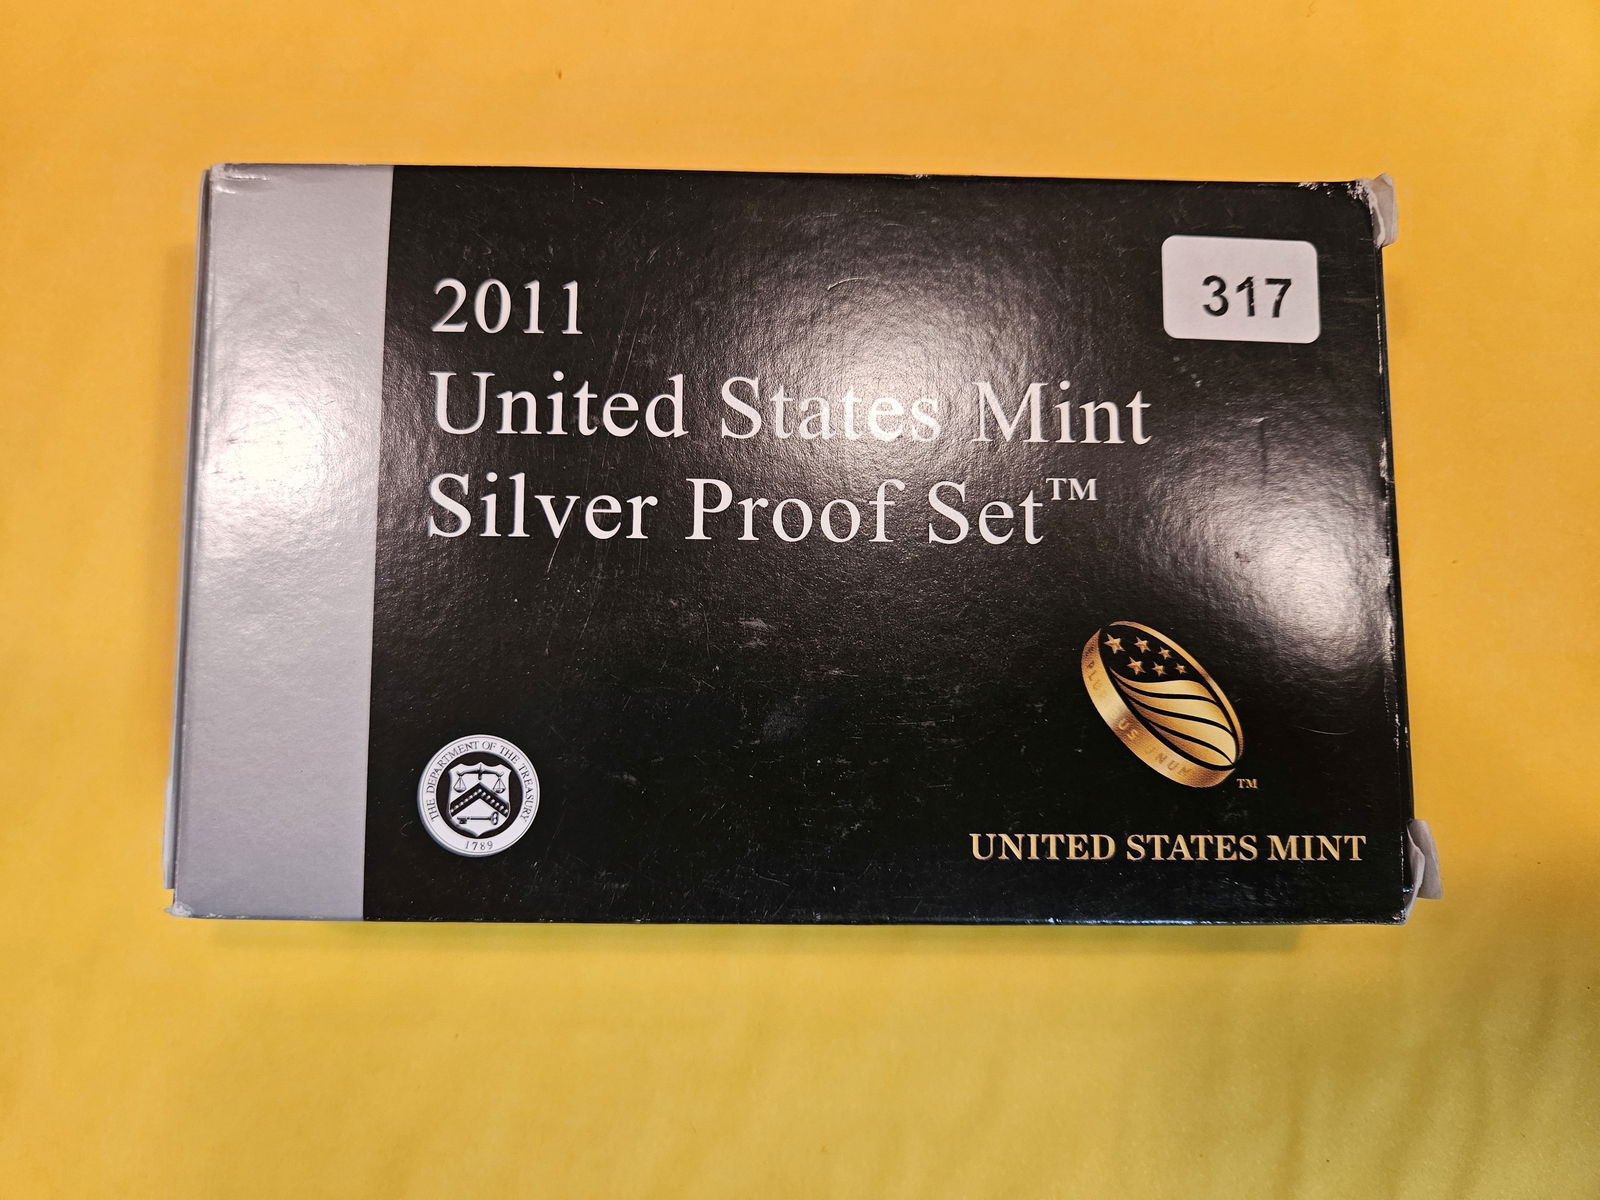 2011
317
United States Mint
Silver Proof Set™
THE DEPARTMENT OF THE TREASURY
1789
™
UNITED STATES MINT